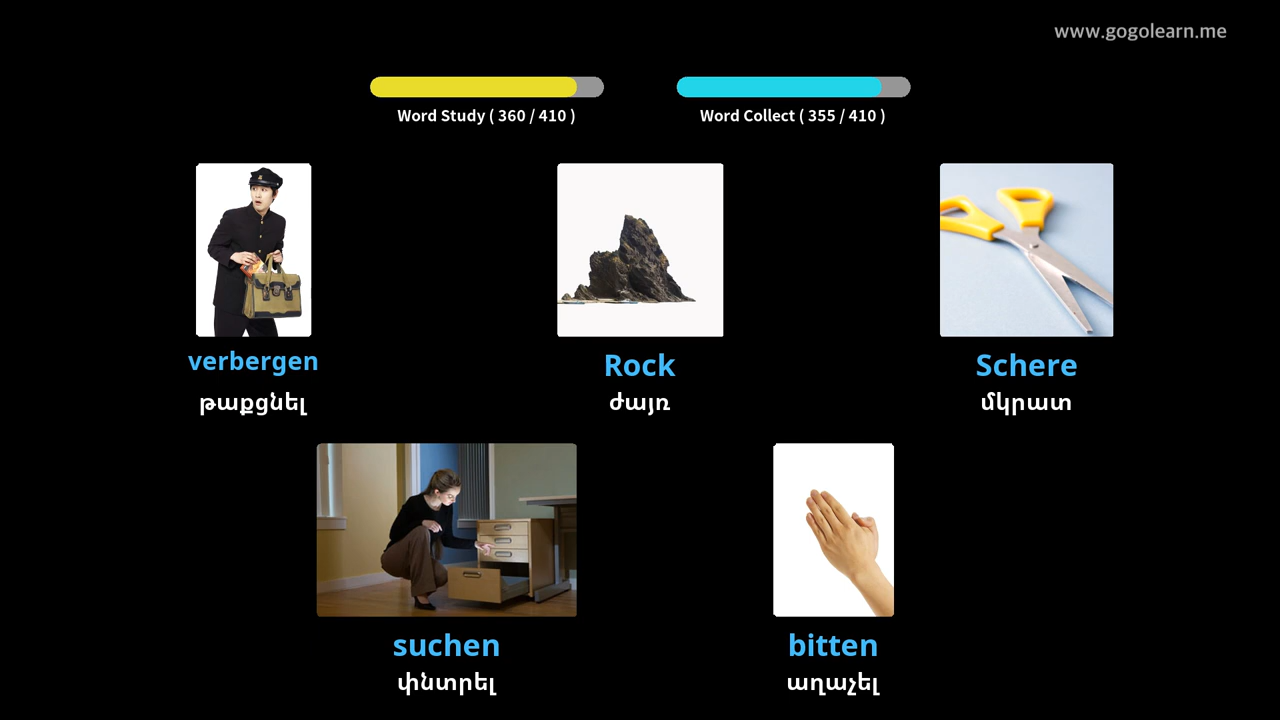 www.gogolearn.me
Word Study ( 360 / 410 )
Word Collect ( 355 / 410 )
verbergen
թաքցնել
Rock
ժայռ
Schere
մկրատ
suchen
փնտրել
bitten
աղաչել